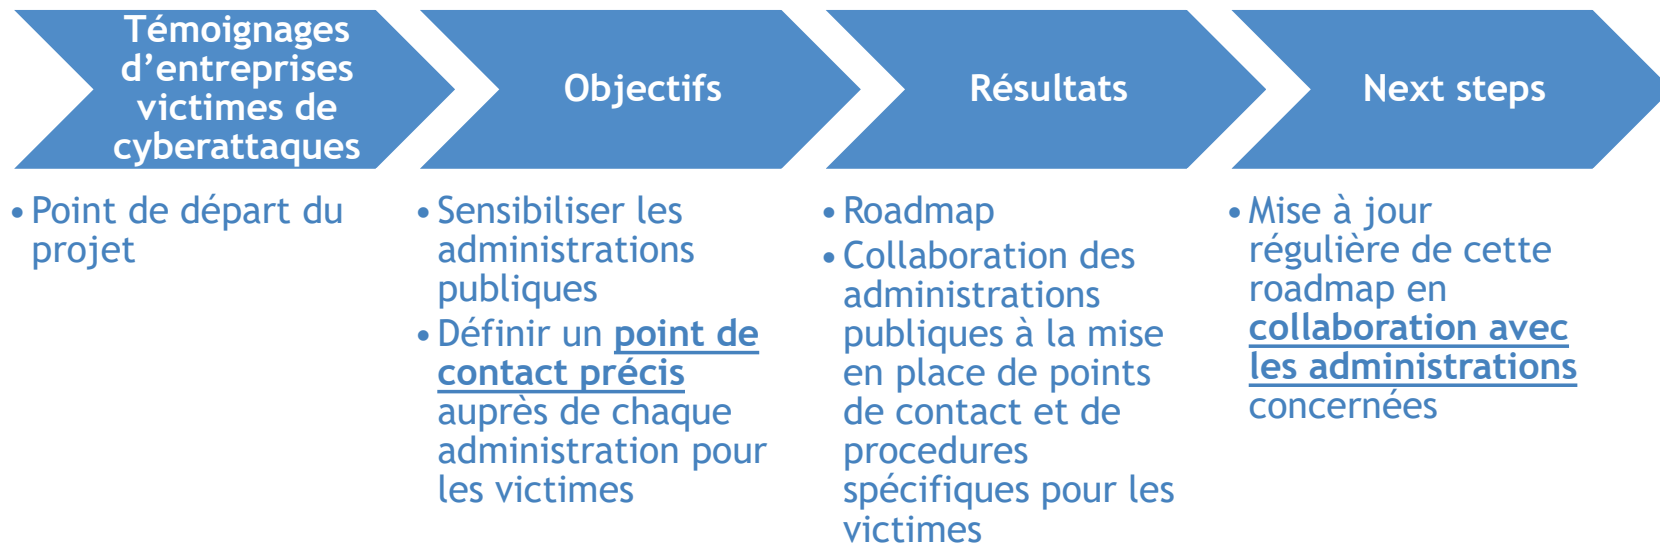 Témoignages
d’entreprises
victimes de
cyberattaques
• Point de départ du
projet
Objectifs
• Sensibiliser les
administrations
publiques
• Définir un point de
contact précis
auprès de chaque
administration pour
les victimes
Résultats
• Roadmap
• Collaboration des
administrations
publiques à la mise
en place de points
de contact et de
procedures
spécifiques pour les
victimes
Next steps
• Mise à jour
régulière de cette
roadmap en
collaboration avec
les administrations
concernées